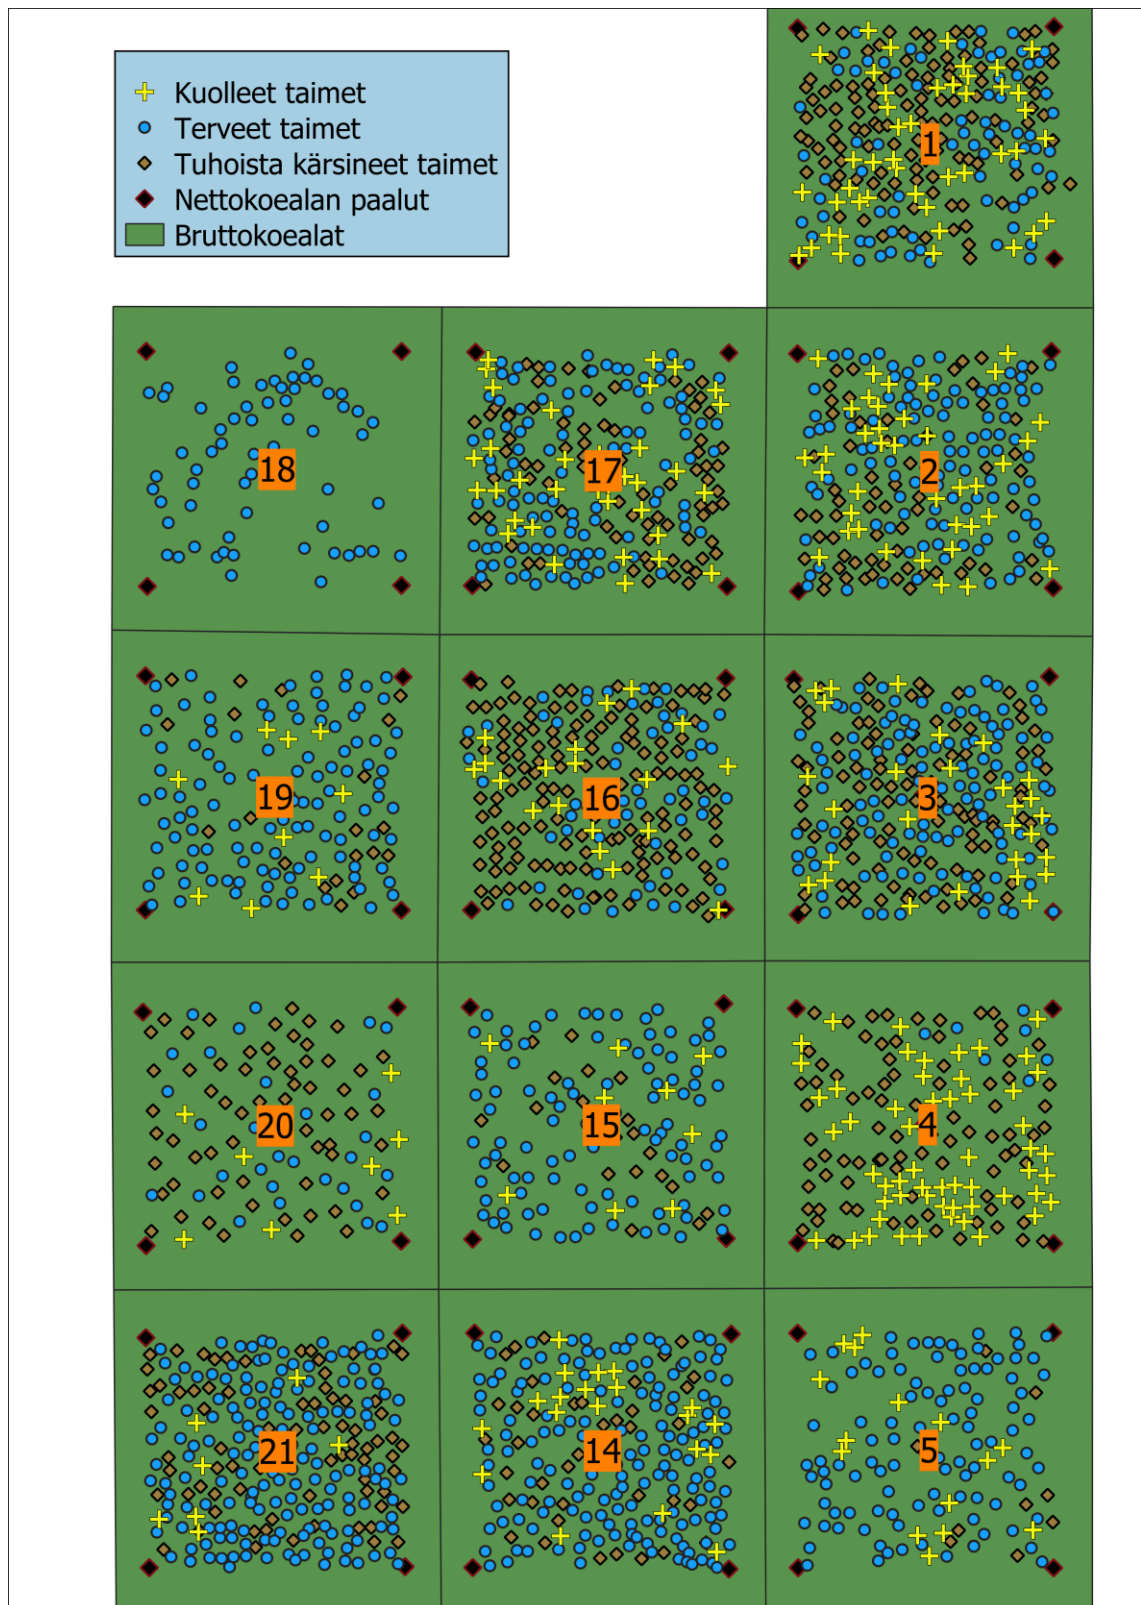 Kuolleet taimet
Terveet taimet
Tuhoista kärsineet taimet
Nettokoealan paalut
Bruttokoealat
1
18
17
2
19
16
3
20
15
4
21
14
5